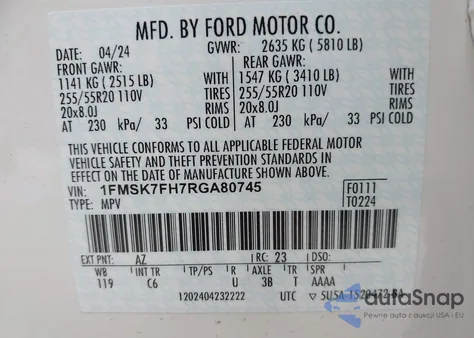 MFD. BY FORD MOTOR CO.
DATE: 04/24 GVWR: 2635 KG ( 5810 LB)
FRONT GAWR: REAR GAWR:
1141 KG ( 2515 LB) WITH 1547 KG ( 3410 LB) WITH
255/55R20 110V TIRES 255/55R20 110V TIRES
20x8.0J RIMS 20x8.0J RIMS
AT 230 kPa/ 33 PSI COLD AT 230 kPa/ 33 PSI COLD
THIS VEHICLE CONFORMS TO ALL APPLICABLE FEDERAL MOTOR
VEHICLE SAFETY AND THEFT PREVENTION STANDARDS IN
EFFECT ON THE DATE OF MANUFACTURE SHOWN ABOVE.
VIN: 1FMSK7FH7RGA80745 F0111
TYPE: MPV T0224
EXT PNT: AZ RC: 23 DSO:
WB INT TR TP/PS R AXLE TR SPR
119 C6 U 3B T AAAA
1202404232222 UTC
autoSnap
Pewne auta z aukcji USA i EU